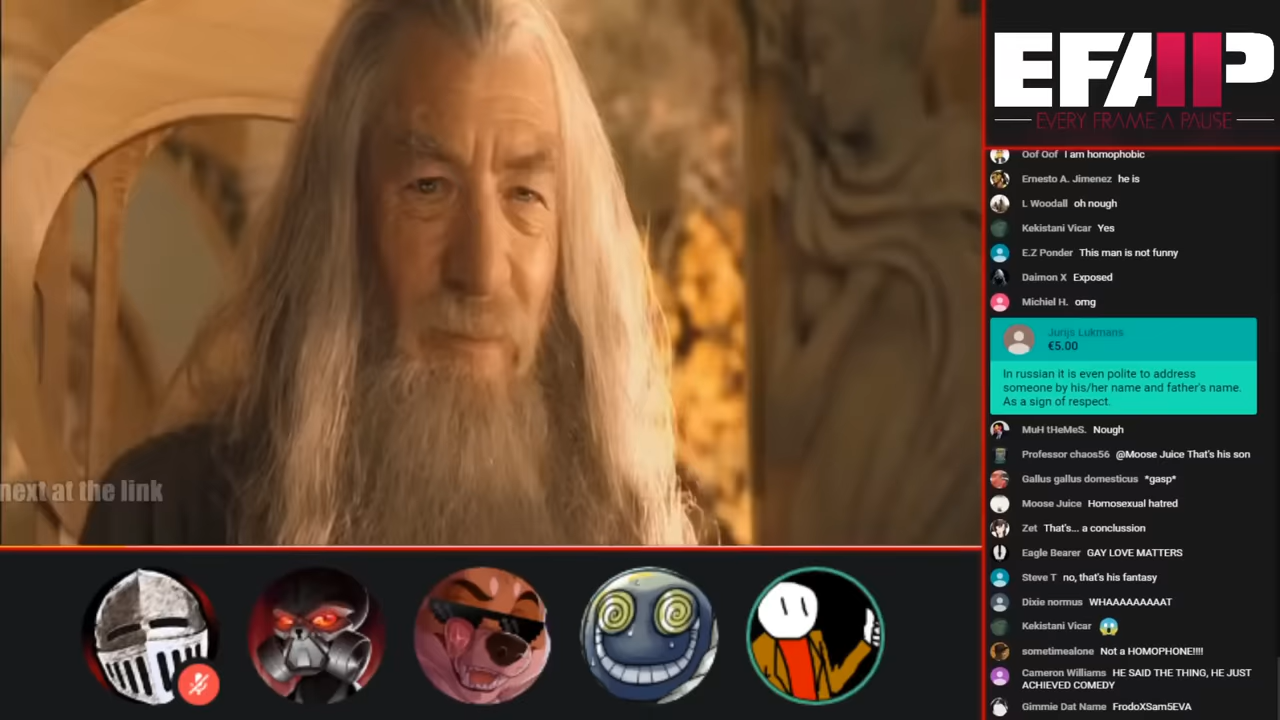 EFAP
EVERY FRAME A PAUSE
Oof Oof I am homophobic
Ernesto A. Jimenez he is
L Woodall oh nough
Kekistani Vicar Yes
E.Z Ponder This man is not funny
Daimon X Exposed
Michiel H. omg
Jurijs Lukmans
€5.00
In russian it is even polite to address
someone by his/her name and father's name.
As a sign of respect.
MuH tHeMeS. Nough
Professor chaos56 @Moose Juice That's his son
Gallus gallus domesticus *gasp*
Moose Juice Homosexual hatred
Zet That's... a conclussion
Eagle Bearer GAY LOVE MATTERS
Steve T no, that's his fantasy
Dixie normus WHAAAAAAAAT
Kekistani Vicar 😱
sometimealone Not a HOMOPHONE!!!!
Cameron Williams HE SAID THE THING, HE JUST
ACHIEVED COMEDY
Gimmie Dat Name FrodoXSam5EVA
next at the link